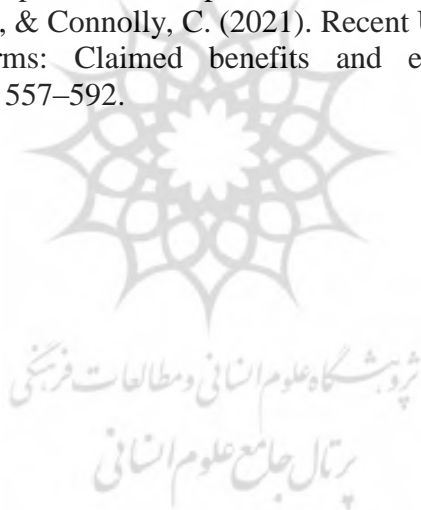 , & Connolly, C. (2021). Recent U
rms: Claimed benefits and e
557–592.
پژوهشگاه علوم انسانی و مطالعات فرهنگی
پرتال جامع علوم انسانی